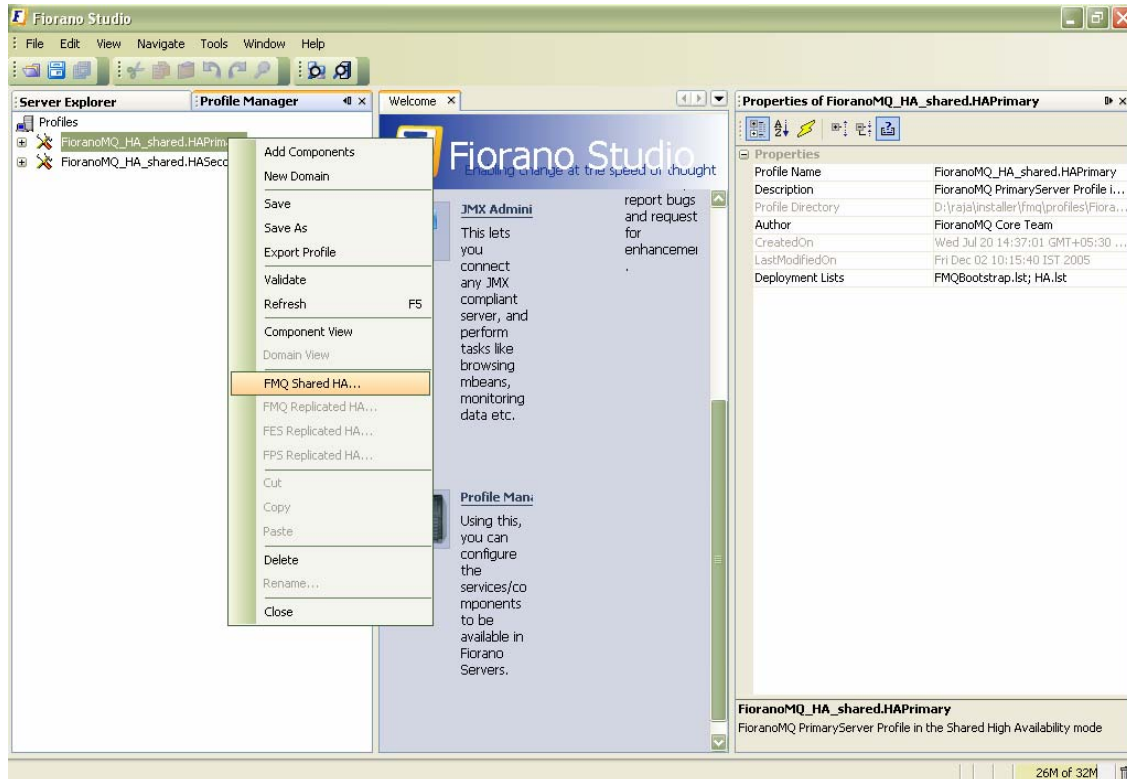 Fiorano Studio
File Edit View Navigate Tools Window Help
Server Explorer
Profile Manager
Profiles
FioranoMQ_HA_shared.HAPrim
FioranoMQ_HA_shared.HASecc
Add Components
New Domain
Save
Save As
Export Profile
Validate
Refresh F5
Component View
Domain View
FMQ Shared HA...
FMQ Replicated HA...
FES Replicated HA...
FPS Replicated HA...
Cut
Copy
Paste
Delete
Rename...
Close
Welcome
Fiorano Studio
Enabling change at the speed of thought
JMX Admini
This lets
you
connect
any JMX
compliant
server, and
perform
tasks like
browsing
mbeans,
monitoring
data etc.
report bugs
and request
for
enhancemen
.
Profile Mana
Using this,
you can
configure
the
services/co
mponents
to be
available in
Fiorano
Servers.
Properties of FioranoMQ_HA_shared.HAPrimary
Properties
Profile Name FioranoMQ_HA_shared.HAPrimary
Description FioranoMQ PrimaryServer Profile i...
Profile Directory D:\raja\installer\fmq\profiles\Fiora...
Author FioranoMQ Core Team
CreatedOn Wed Jul 20 14:37:01 GMT+05:30 ...
LastModifiedOn Fri Dec 02 10:15:40 IST 2005
Deployment Lists FMQBootstrap.lst; HA.lst
FioranoMQ_HA_shared.HAPrimary
FioranoMQ PrimaryServer Profile in the Shared High Availability mode
26M of 32M